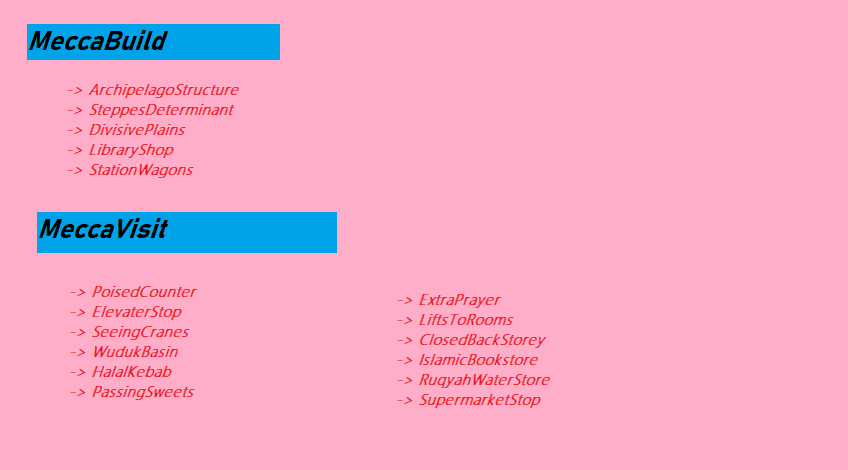 MeccaBuild
-> ArchipelagoStructure
-> SteppesDeterminant
-> DivisivePlains
-> LibraryShop
-> StationWagons
MeccaVisit
-> PoisedCounter
-> ElevaterStop
-> SeeingCranes
-> WudukBasin
-> HalalKebab
-> PassingSweets
-> ExtraPrayer
-> LiftsToRooms
-> ClosedBackStorey
-> IslamicBookstore
-> RuqyahWaterStore
-> SupermarketStop